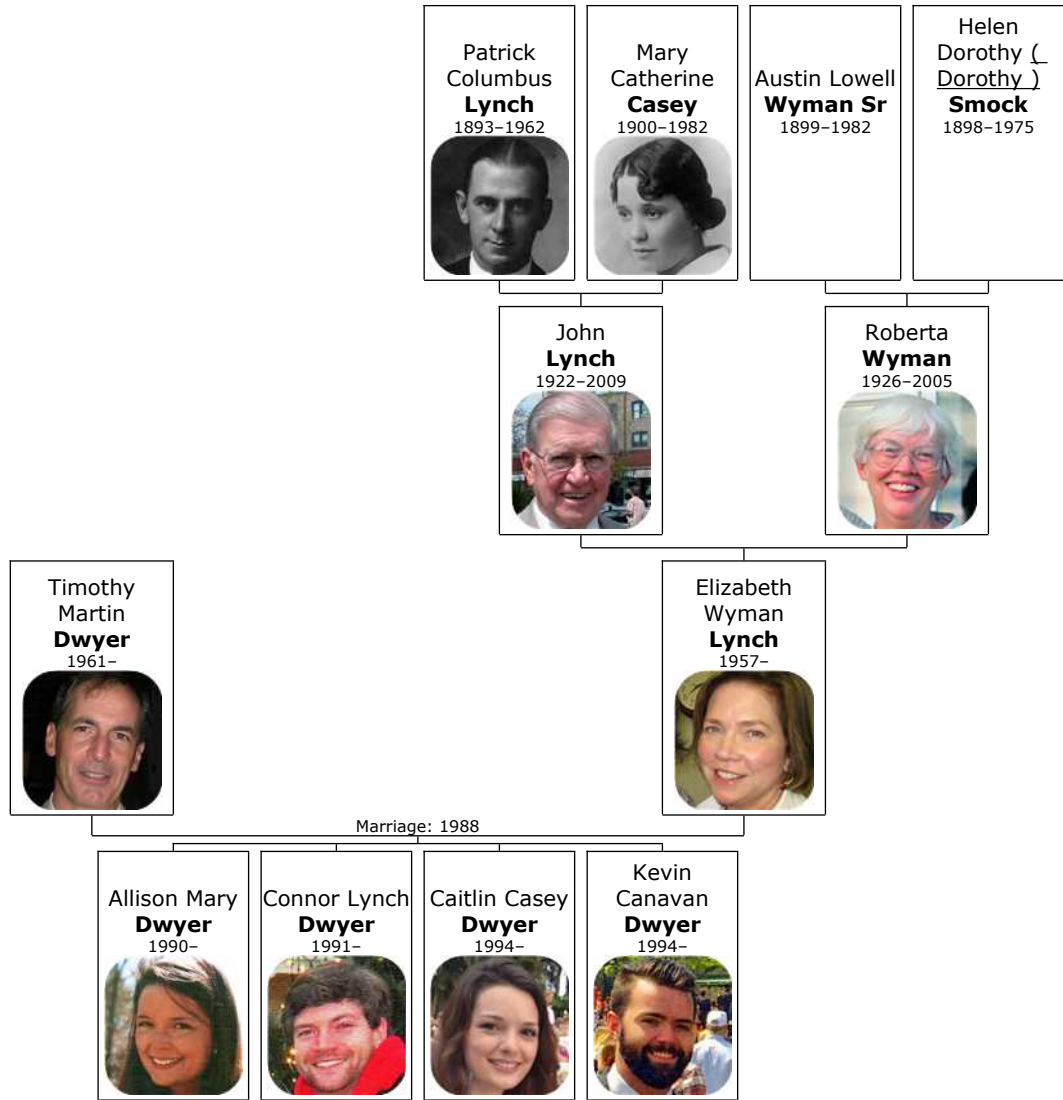 Patrick
Columbus
Lynch
1893–1962
Mary
Catherine
Casey
1900–1982
Austin Lowell
Wyman Sr
1899–1982
Helen
Dorothy (
Dorothy )
Smock
1898–1975
John
Lynch
1922–2009
Roberta
Wyman
1926–2005
Timothy
Martin
Dwyer
1961–
Elizabeth
Wyman
Lynch
1957–
Marriage: 1988
Allison Mary
Dwyer
1990–
Connor Lynch
Dwyer
1991–
Caitlin Casey
Dwyer
1994–
Kevin
Canavan
Dwyer
1994–